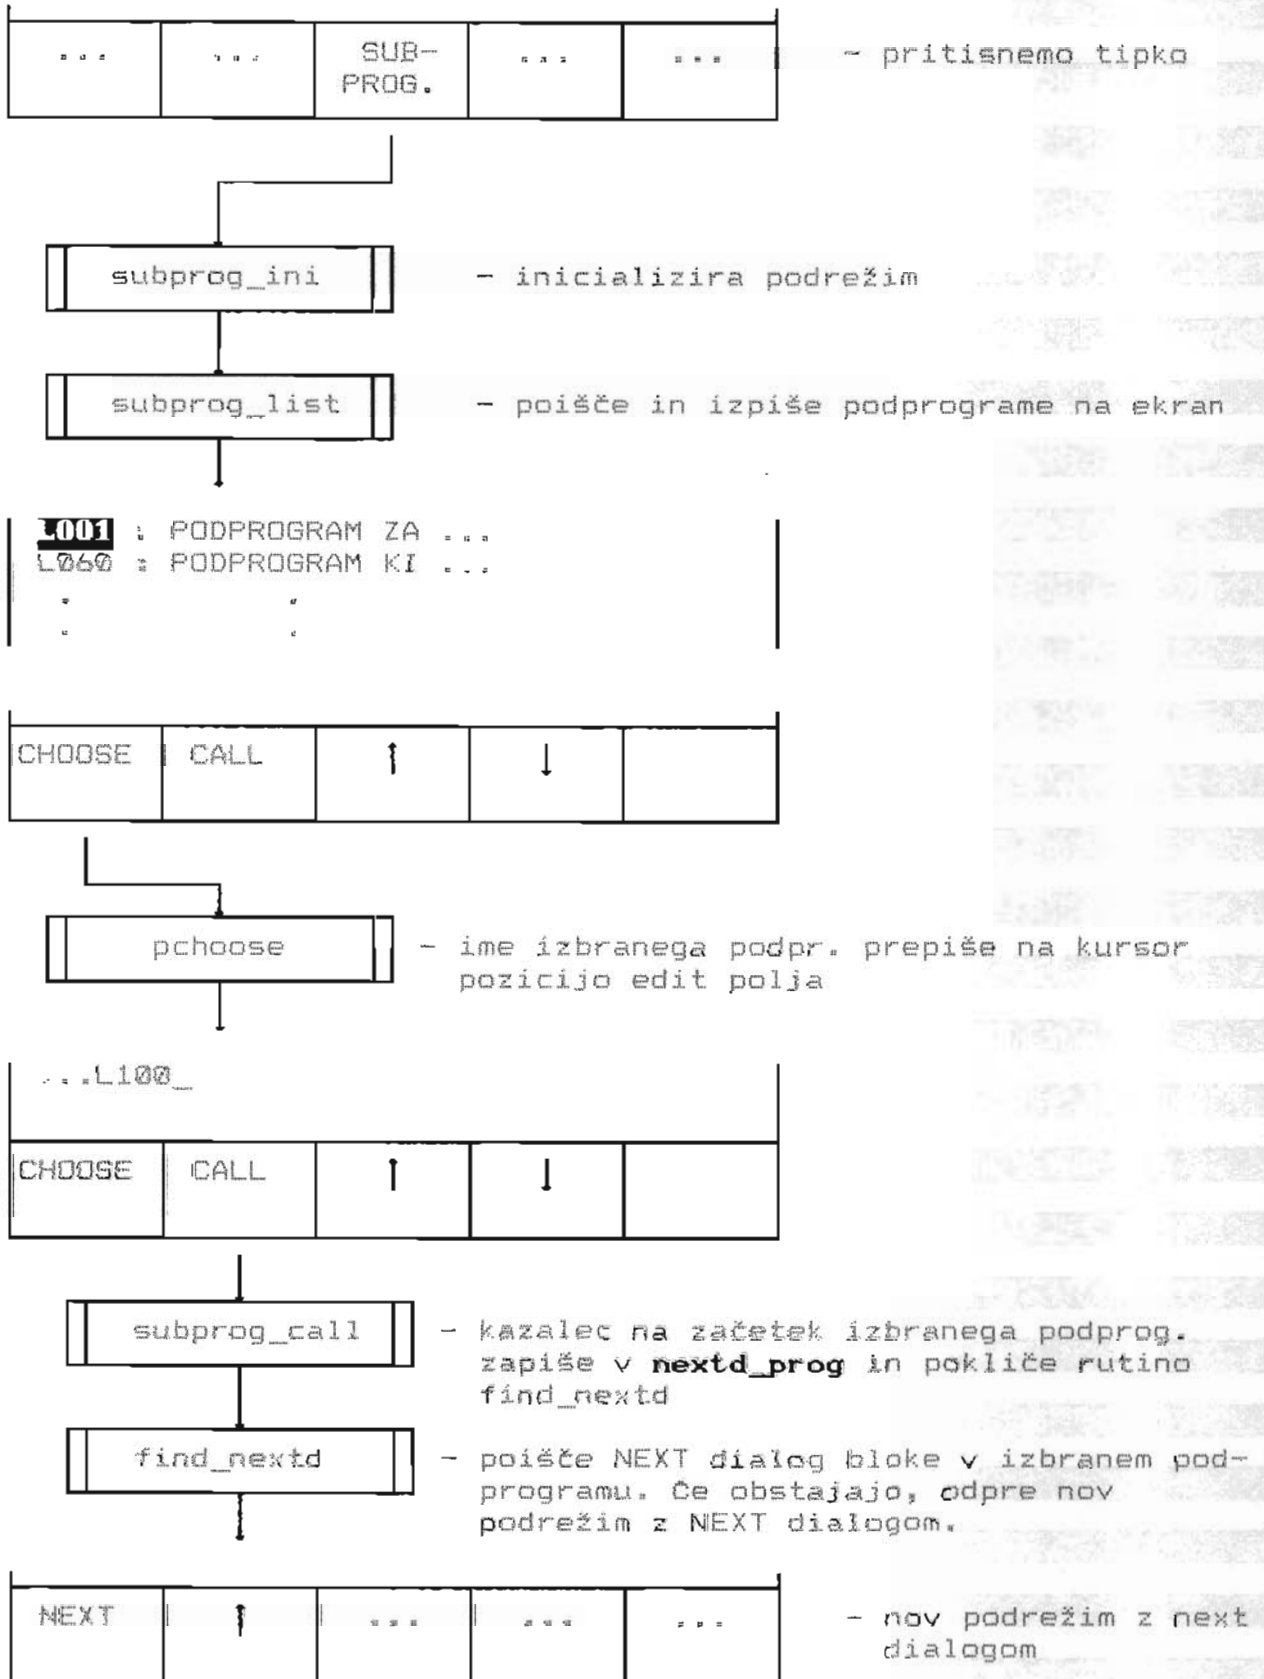 ... ... SUB- ... ... - pritisnemo tipko
PROG.
subprog_ini - inicializira podrežim
subprog_list - poišče in izpiše podprograme na ekran
L001 : PODPROGRAM ZA ...
L060 : PODPROGRAM KI ...
CHOOSE CALL ↑ ↓
pchoose - ime izbranega podpr. prepiše na kursor
pozicijo edit polja
...L100_
CHOOSE CALL ↑ ↓
subprog_call - kazalec na začetek izbranega podprog.
zapiše v nextd_prog in pokliče rutino
find_nextd
find_nextd - poišče NEXT dialog bloke v izbranem pod-
programu. Če obstajajo, odpre nov
podrežim z NEXT dialogom.
NEXT ↑ ... ... ... - nov podrežim z next
dialogom